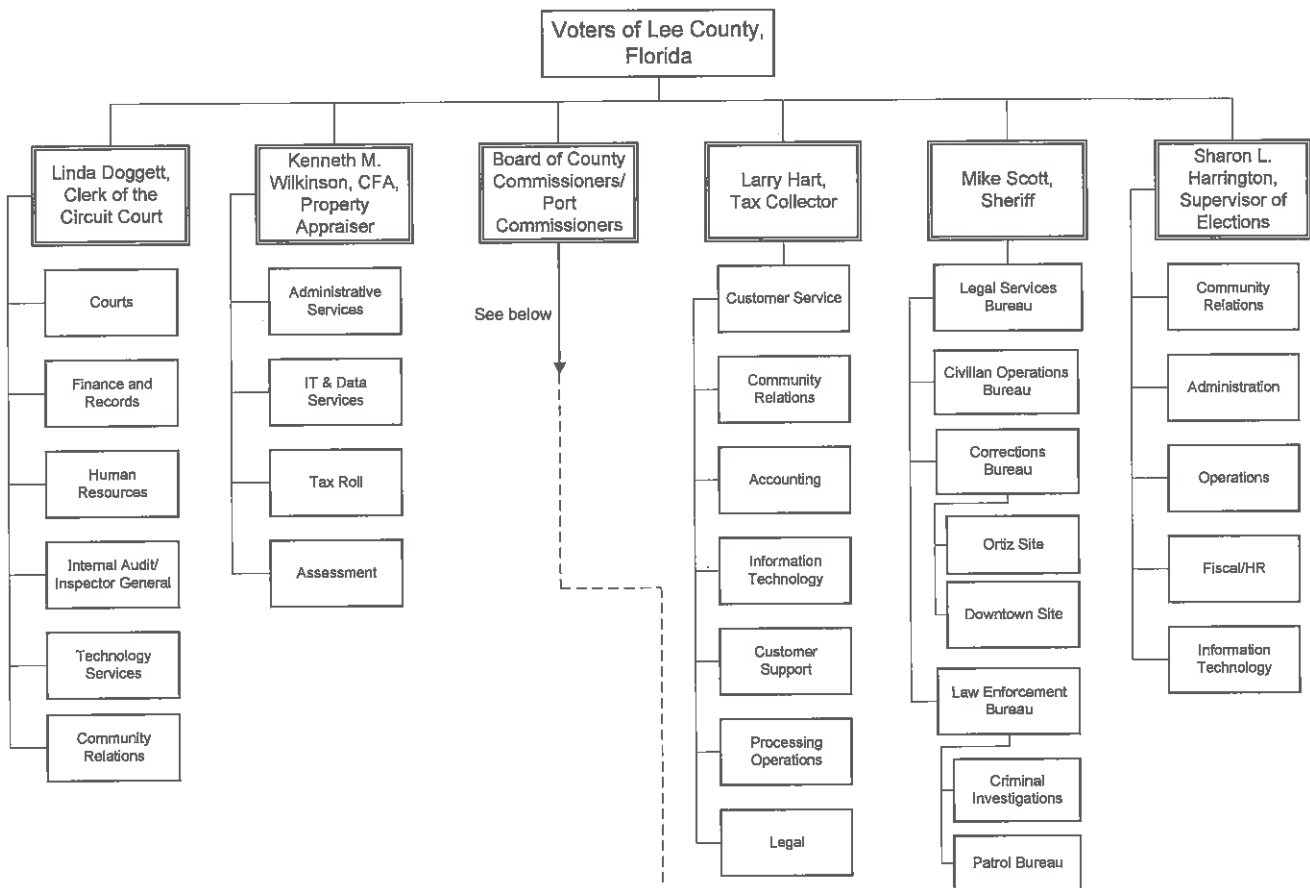 Voters of Lee County,
Florida
Linda Doggett,
Clerk of the
Circuit Court
Courts
Finance and
Records
Human
Resources
Internal Audit/
Inspector General
Technology
Services
Community
Relations
Kenneth M.
Wilkinson, CFA,
Property
Appraiser
Administrative
Services
IT & Data
Services
Tax Roll
Assessment
Board of County
Commissioners/
Port
Commissioners
See below
Larry Hart,
Tax Collector
Customer Service
Community
Relations
Accounting
Information
Technology
Customer
Support
Processing
Operations
Legal
Mike Scott,
Sheriff
Legal Services
Bureau
Civilian Operations
Bureau
Corrections
Bureau
Ortiz Site
Downtown Site
Law Enforcement
Bureau
Criminal
Investigations
Patrol Bureau
Sharon L.
Harrington,
Supervisor of
Elections
Community
Relations
Administration
Operations
Fiscal/HR
Information
Technology